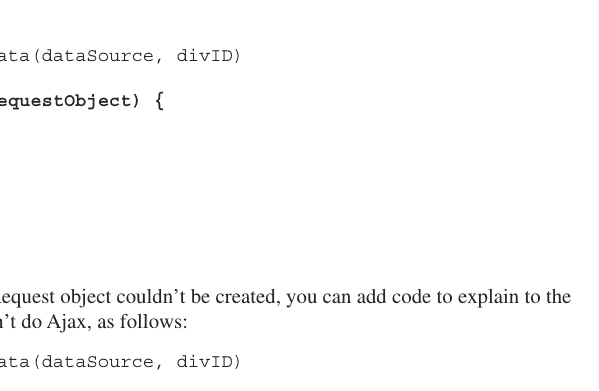 ata(dataSource, divID)
equestObject) {
equest object couldn't be created, you can add code to explain to the
n't do Ajax, as follows:
ata(dataSource, divID)